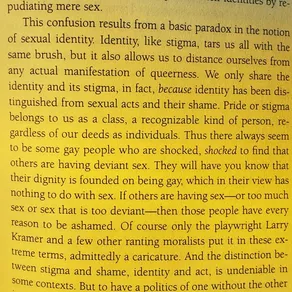 identities by re-
pudiating mere sex.
This confusion results from a basic paradox in the notion
of sexual identity. Identity, like stigma, tars us all with the
same brush, but it also allows us to distance ourselves from
any actual manifestation of queerness. We only share the
identity and its stigma, in fact, because identity has been dis-
tinguished from sexual acts and their shame. Pride or stigma
belongs to us as a class, a recognizable kind of person, re-
gardless of our deeds as individuals. Thus there always seem
to be some gay people who are shocked, shocked to find that
others are having deviant sex. They will have you know that
their dignity is founded on being gay, which in their view has
nothing to do with sex. If others are having sex—or too much
sex or sex that is too deviant—then those people have every
reason to be ashamed. Of course only the playwright Larry
Kramer and a few other ranting moralists put it in these ex-
treme terms, admittedly a caricature. And the distinction be-
tween stigma and shame, identity and act, is undeniable in
some contexts. But to have a politics of one without the other